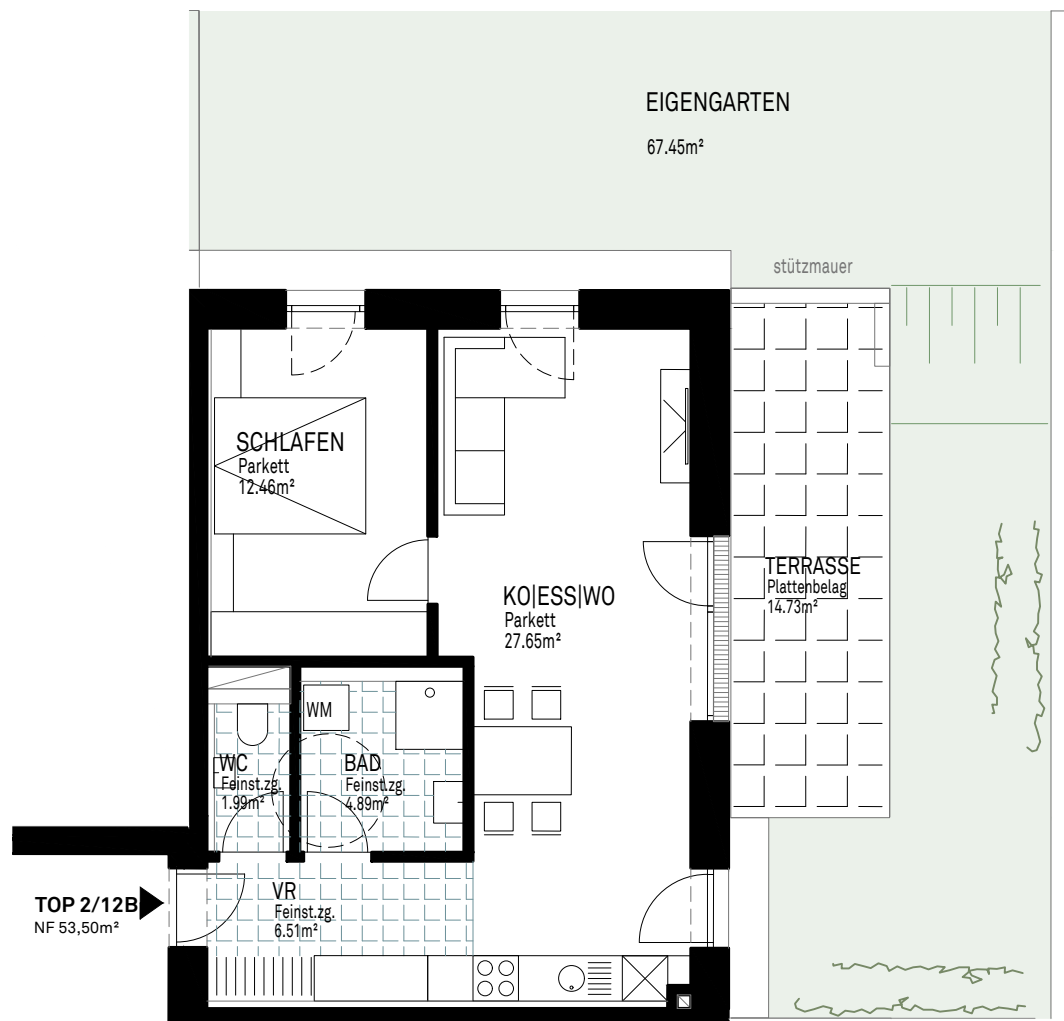 EIGENGARTEN
67.45m²
stützmauer
SCHLAFEN
Parkett
12.46m²
KO|ESS|WO
Parkett
27.65m²
TERRASSE
Plattenbelag
14.73m²
WM
WC
Feinst.zg.
1.99m²
BAD
Feinst.zg.
4.89m²
VR
Feinst.zg.
6.51m²
TOP 2/12B
NF 53,50m²